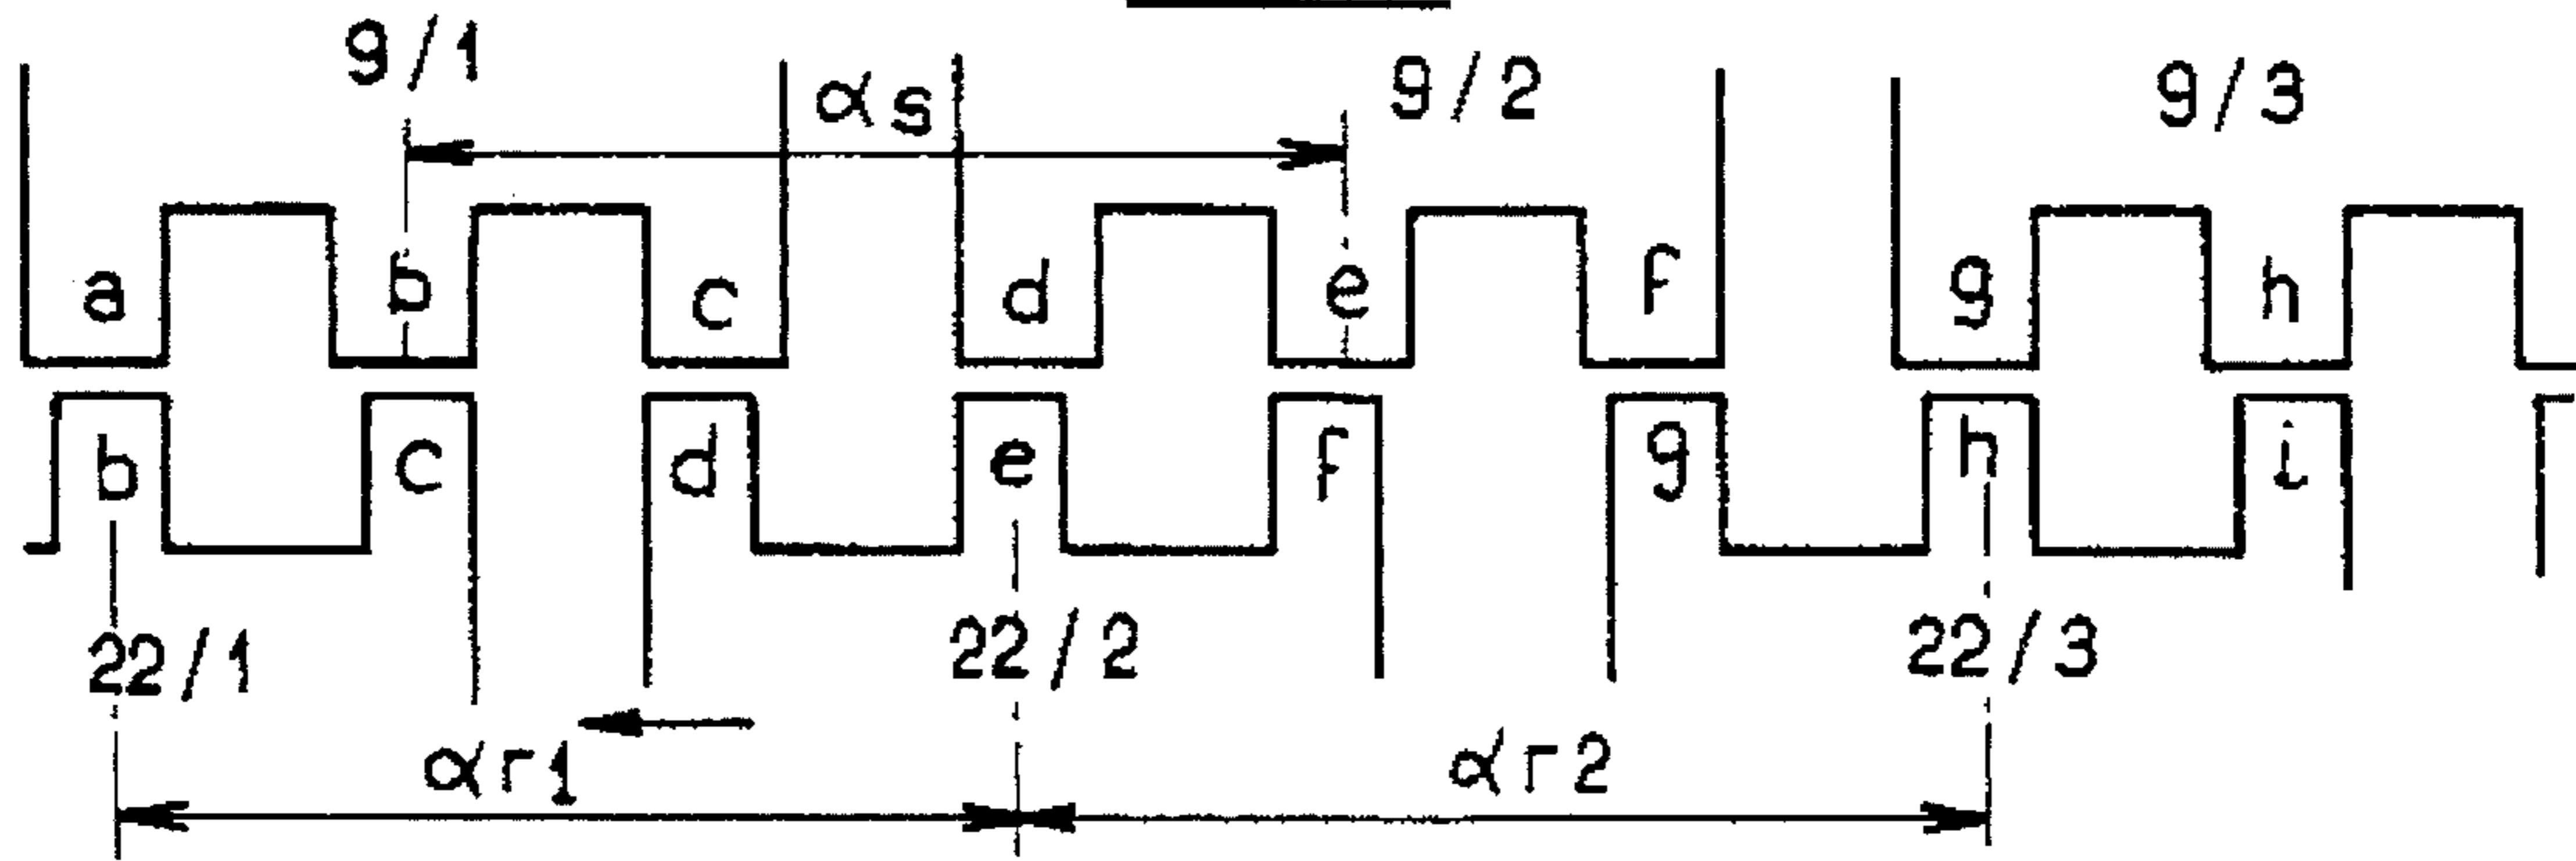 9/1 αs 9/2 9/3
a b c d e f g h
b c d e f g h i
22/1 22/2 22/3
αr1 αr2